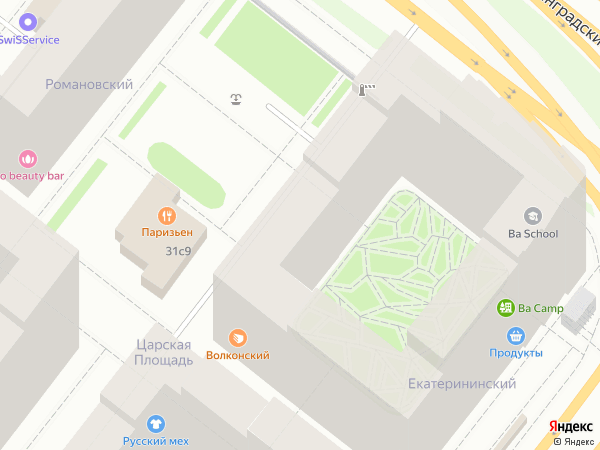 нградски
SwiSService
Романовский
o beauty bar
Паризьен
31с9
Ba School
Ba Camp
Продукты
Царская
Площадь
Волконский
Екатерининский
Русский мех
Яндекс
© Яндекс